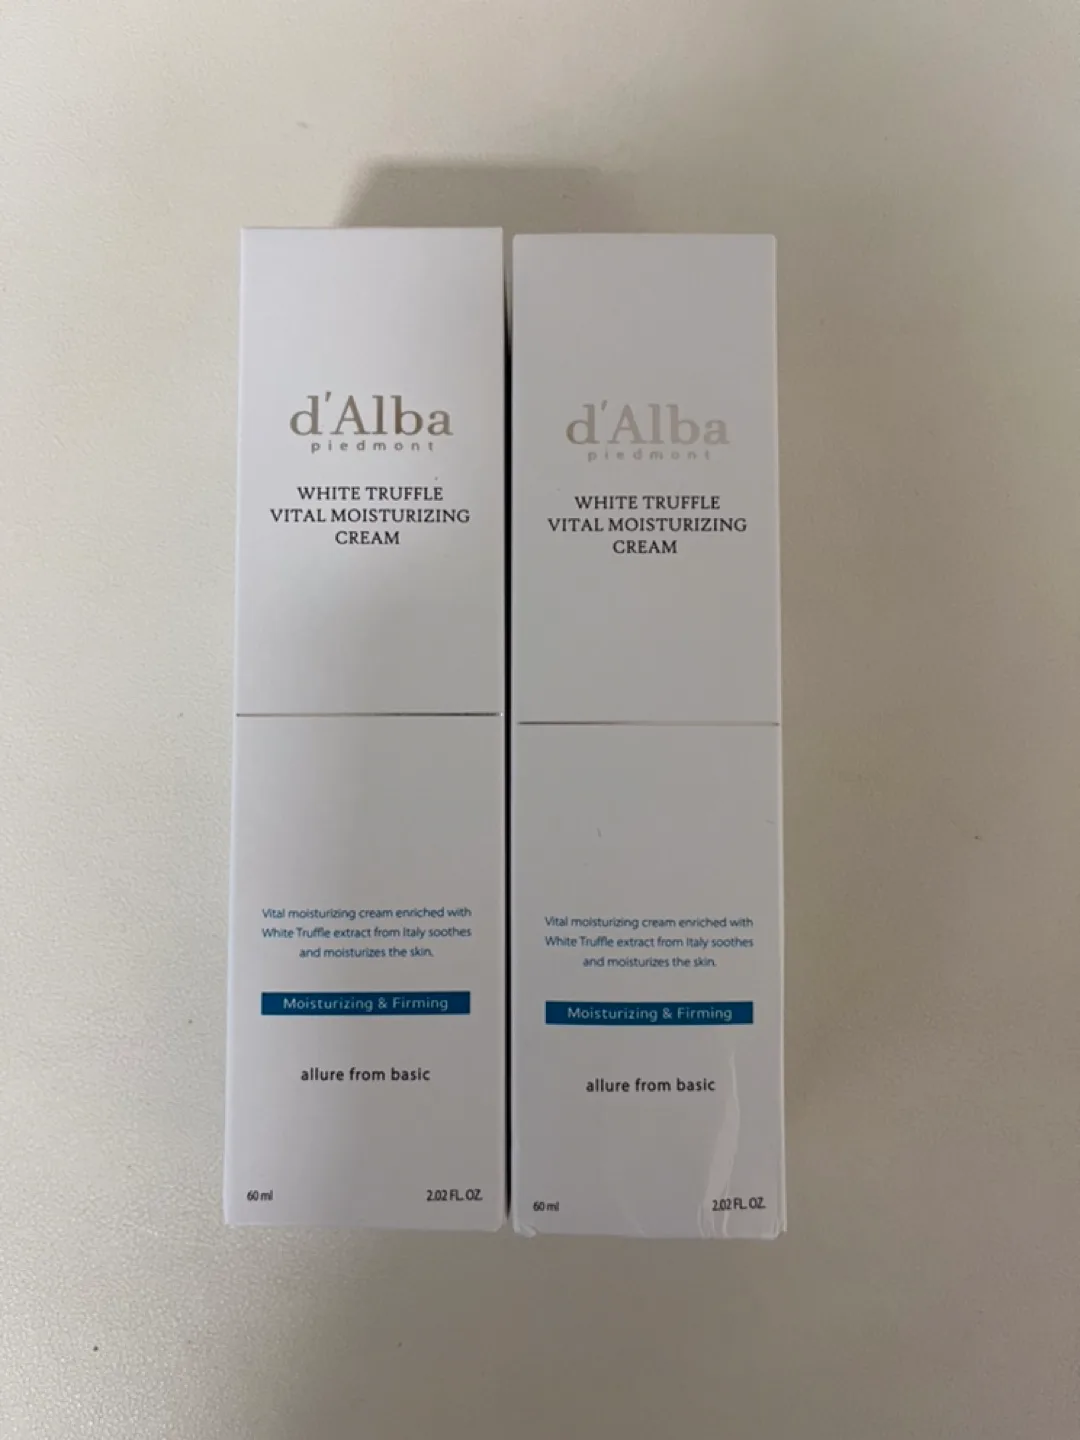 d'Alba
piedmont
WHITE TRUFFLE
VITAL MOISTURIZING
CREAM
Vital moisturizing cream enriched with
White Truffle extract from Italy soothes
and moisturizes the skin.
Moisturizing & Firming
allure from basic
60 ml 2.02 FL. OZ.
d'Alba
piedmont
WHITE TRUFFLE
VITAL MOISTURIZING
CREAM
Vital moisturizing cream enriched with
White Truffle extract from Italy soothes
and moisturizes the skin.
Moisturizing & Firming
allure from basic
60 ml 2.02 FL. OZ.